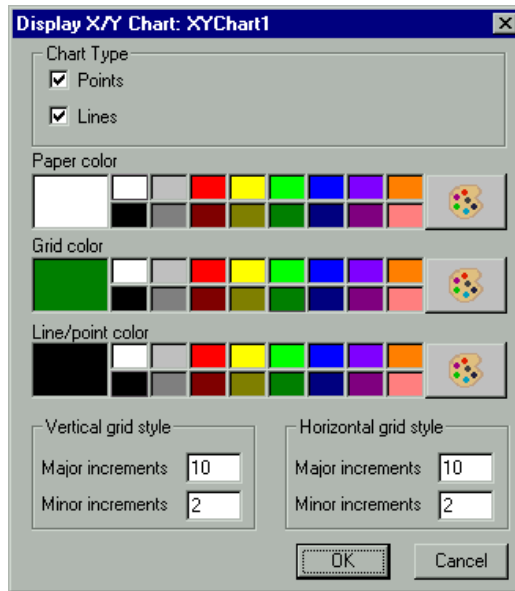 Display X/Y Chart: XYChart1
Chart Type
Points
Lines
Paper color
Grid color
Line/point color
Vertical grid style
Major increments 10
Minor increments 2
Horizontal grid style
Major increments 10
Minor increments 2
OK
Cancel